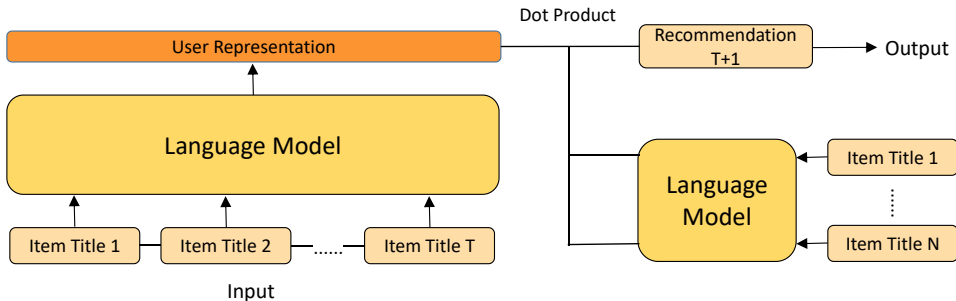 Dot Product
User Representation
Recommendation
T+1
Output
Language Model
Item Title 1
Language
Model
Item Title 1
Item Title 2
......
Item Title T
Item Title N
Input